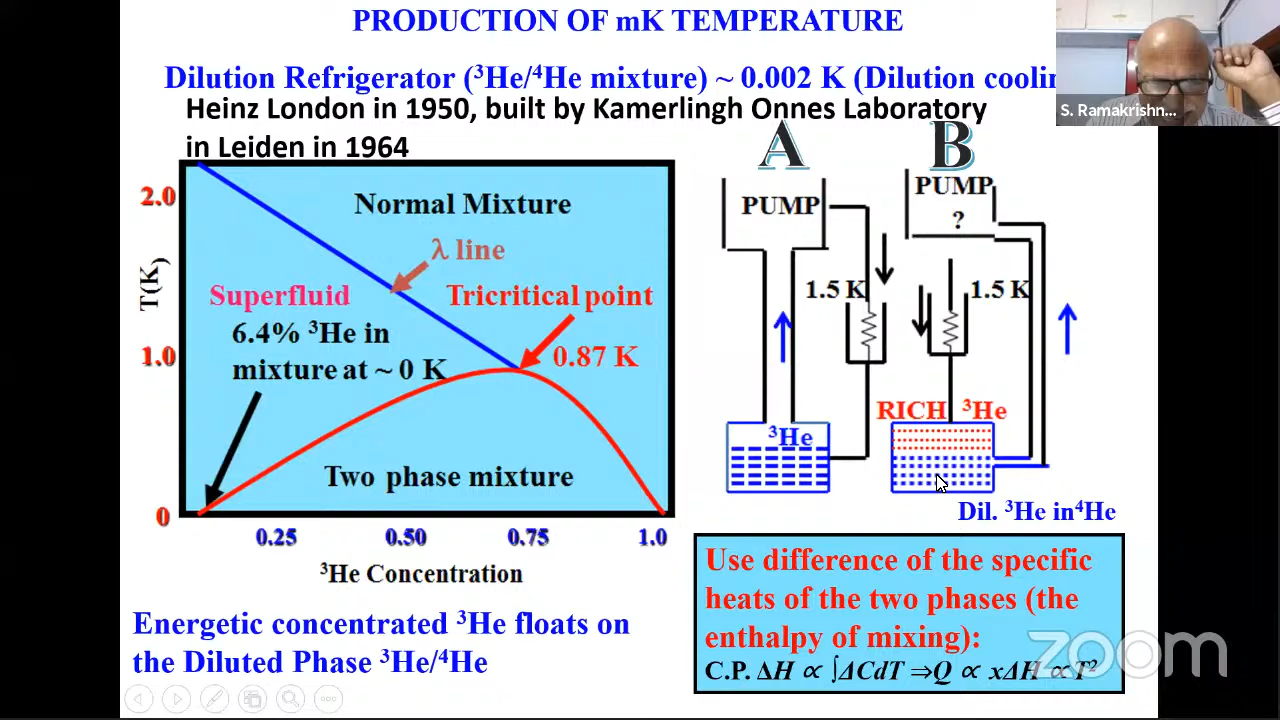 PRODUCTION OF mK TEMPERATURE
Dilution Refrigerator (³He/⁴He mixture) ~ 0.002 K (Dilution coolin
Heinz London in 1950, built by Kamerlingh Onnes Laboratory
in Leiden in 1964
S. Ramakrishn...
A
B
2.0
1.0
0
T(K)
Normal Mixture
λ line
Superfluid
Tricritical point
6.4% ³He in
mixture at ~ 0 K
0.87 K
Two phase mixture
0.25
0.50
0.75
1.0
³He Concentration
PUMP
1.5 K
³He
PUMP
?
1.5 K
RICH ³He
Dil. ³He in⁴He
Energetic concentrated ³He floats on
the Diluted Phase ³He/⁴He
Use difference of the specific
heats of the two phases (the
enthalpy of mixing):
C.P. ΔH ∝ ∫ΔCdT ⇒Q ∝ xΔH ∝T²
zoom